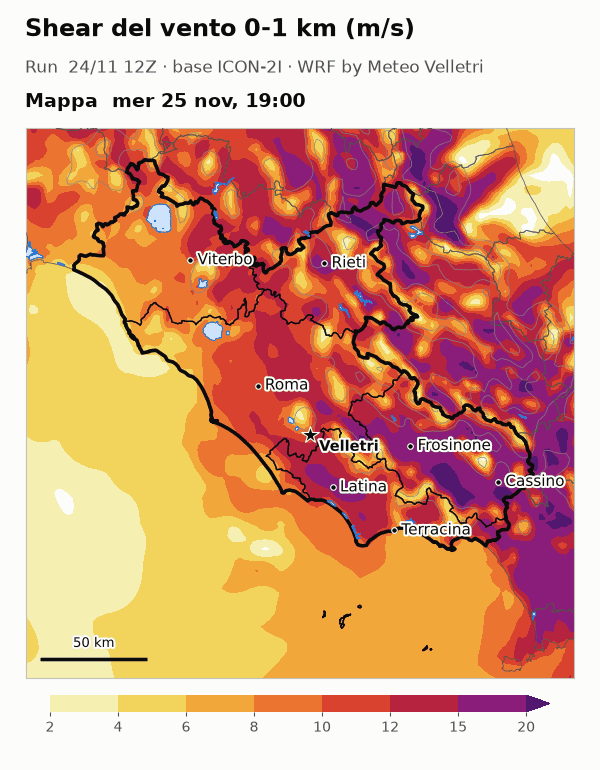 Shear del vento 0-1 km (m/s)
Run  24/11 12Z · base ICON-2I · WRF by Meteo Velletri
Mappa  mer 25 nov, 19:00
Viterbo
Rieti
Roma
Velletri
Frosinone
Cassino
Latina
Terracina
50 km
2 4 6 8 10 12 15 20